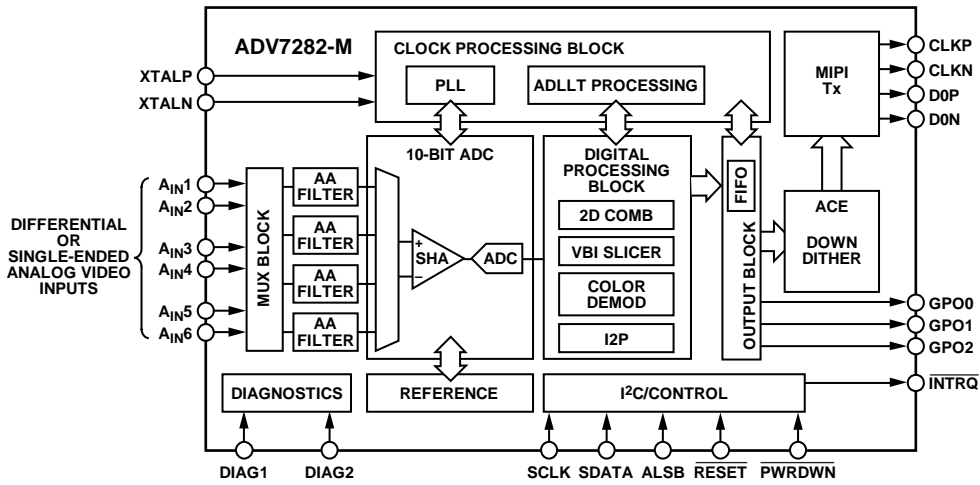 ADV7282-M
CLOCK PROCESSING BLOCK
PLL
ADLLT PROCESSING
MIPI
Tx
CLKP
CLKN
D0P
D0N
XTALP
XTALN
10-BIT ADC
DIGITAL
PROCESSING
BLOCK
2D COMB
VBI SLICER
COLOR
DEMOD
I2P
FIFO
OUTPUT BLOCK
ACE
DOWN
DITHER
DIFFERENTIAL
OR
SINGLE-ENDED
ANALOG VIDEO
INPUTS
AIN1
AIN2
AIN3
AIN4
AIN5
AIN6
MUX BLOCK
AA
FILTER
AA
FILTER
AA
FILTER
AA
FILTER
+
SHA
–
ADC
GPO0
GPO1
GPO2
INTRQ
DIAGNOSTICS
REFERENCE
I²C/CONTROL
DIAG1
DIAG2
SCLK
SDATA
ALSB
RESET
PWRDWN